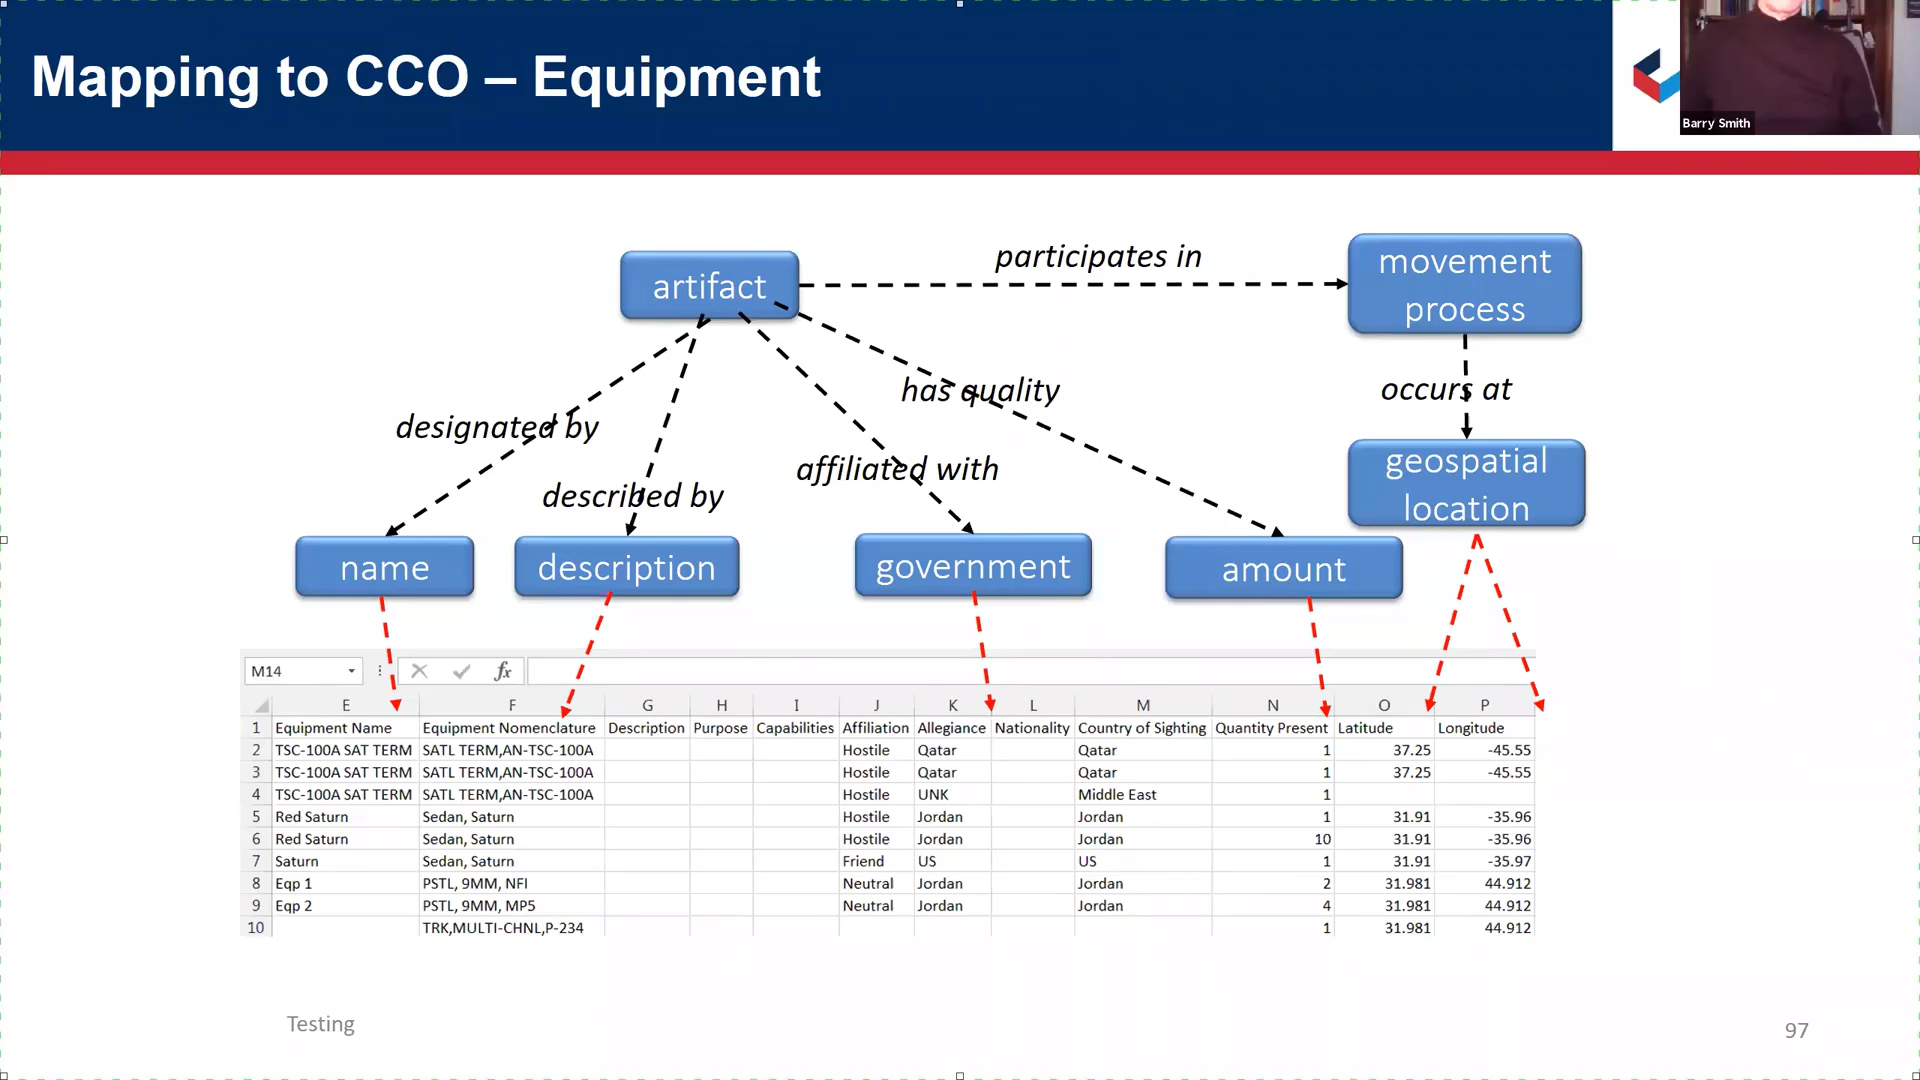 Mapping to CCO – Equipment
Barry Smith
participates in
artifact
movement
process
has quality
occurs at
designated by
affiliated with
described by
geospatial
location
name
description
government
amount
M14 fx
E F G H I J K L M N O P
1 Equipment Name Equipment Nomenclature Description Purpose Capabilities Affiliation Allegiance Nationality Country of Sighting Quantity Present Latitude Longitude
2 TSC-100A SAT TERM SATL TERM,AN-TSC-100A Hostile Qatar Qatar 1 37.25 -45.55
3 TSC-100A SAT TERM SATL TERM,AN-TSC-100A Hostile Qatar Qatar 1 37.25 -45.55
4 TSC-100A SAT TERM SATL TERM,AN-TSC-100A Hostile UNK Middle East 1
5 Red Saturn Sedan, Saturn Hostile Jordan Jordan 1 31.91 -35.96
6 Red Saturn Sedan, Saturn Hostile Jordan Jordan 10 31.91 -35.96
7 Saturn Sedan, Saturn Friend US US 1 31.91 -35.97
8 Eqp 1 PSTL, 9MM, NFI Neutral Jordan Jordan 2 31.981 44.912
9 Eqp 2 PSTL, 9MM, MP5 Neutral Jordan Jordan 4 31.981 44.912
10 TRK,MULTI-CHNL,P-234 1 31.981 44.912
Testing
97